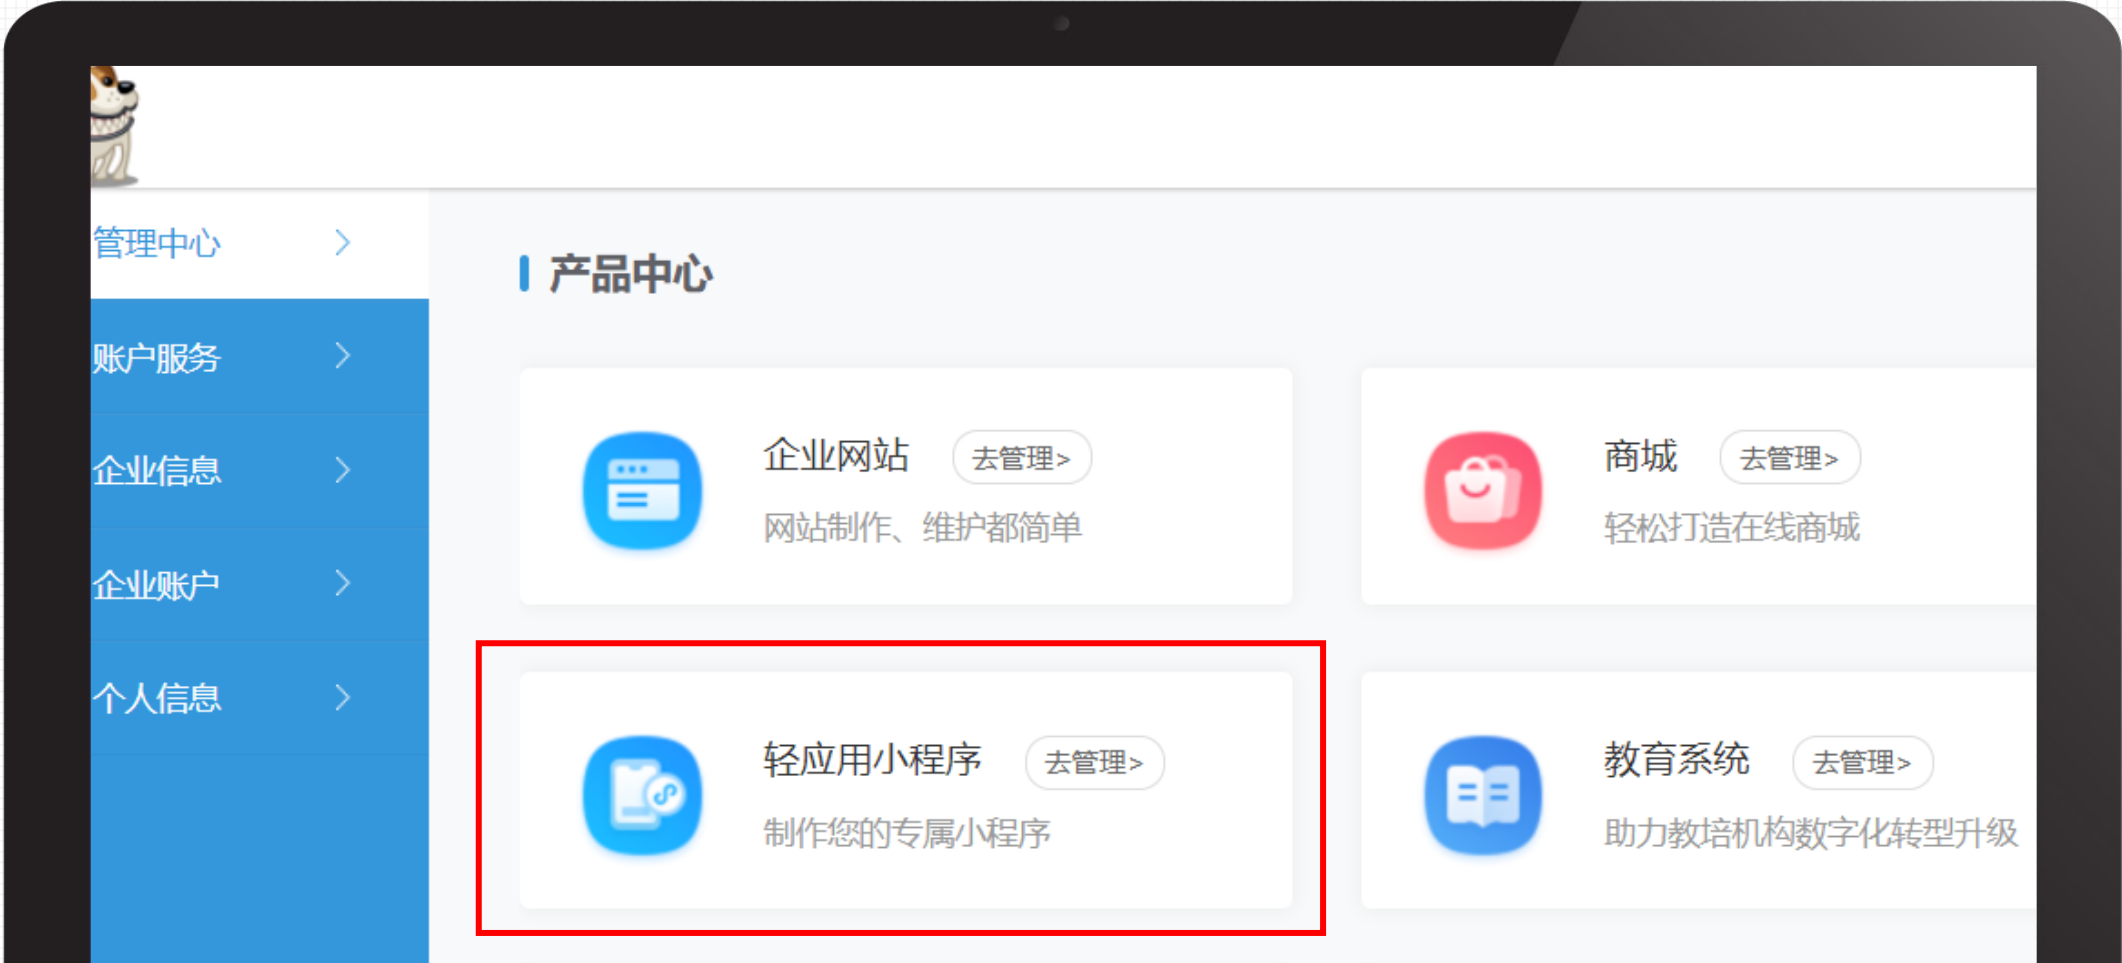 管理中心
账户服务
企业信息
企业账户
个人信息
产品中心
企业网站 去管理>
网站制作、维护都简单
商城 去管理>
轻松打造在线商城
轻应用小程序 去管理>
制作您的专属小程序
教育系统 去管理>
助力教培机构数字化转型升级